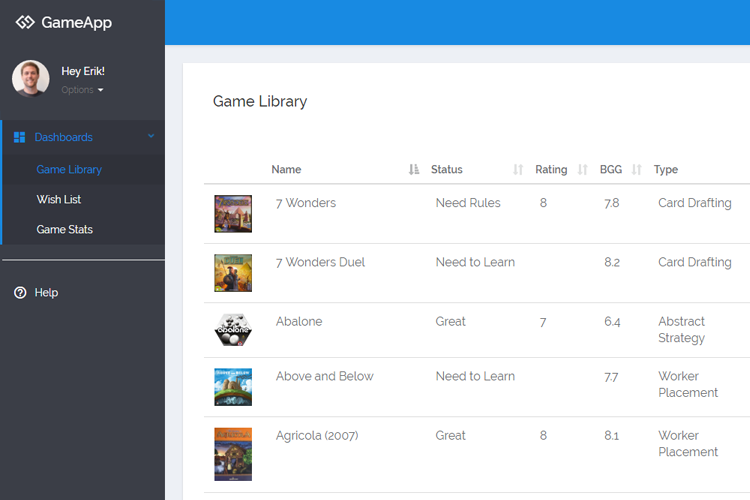 GameApp
Hey Erik!
Options
Dashboards
Game Library
Wish List
Game Stats
Help
Game Library
Name Status Rating BGG Type
7 Wonders Need Rules 8 7.8 Card Drafting
7 Wonders Duel Need to Learn 8.2 Card Drafting
abalone
Abalone Great 7 6.4 Abstract
Strategy
Above and Below Need to Learn 7.7 Worker
Placement
Agricola (2007) Great 8 8.1 Worker
Placement